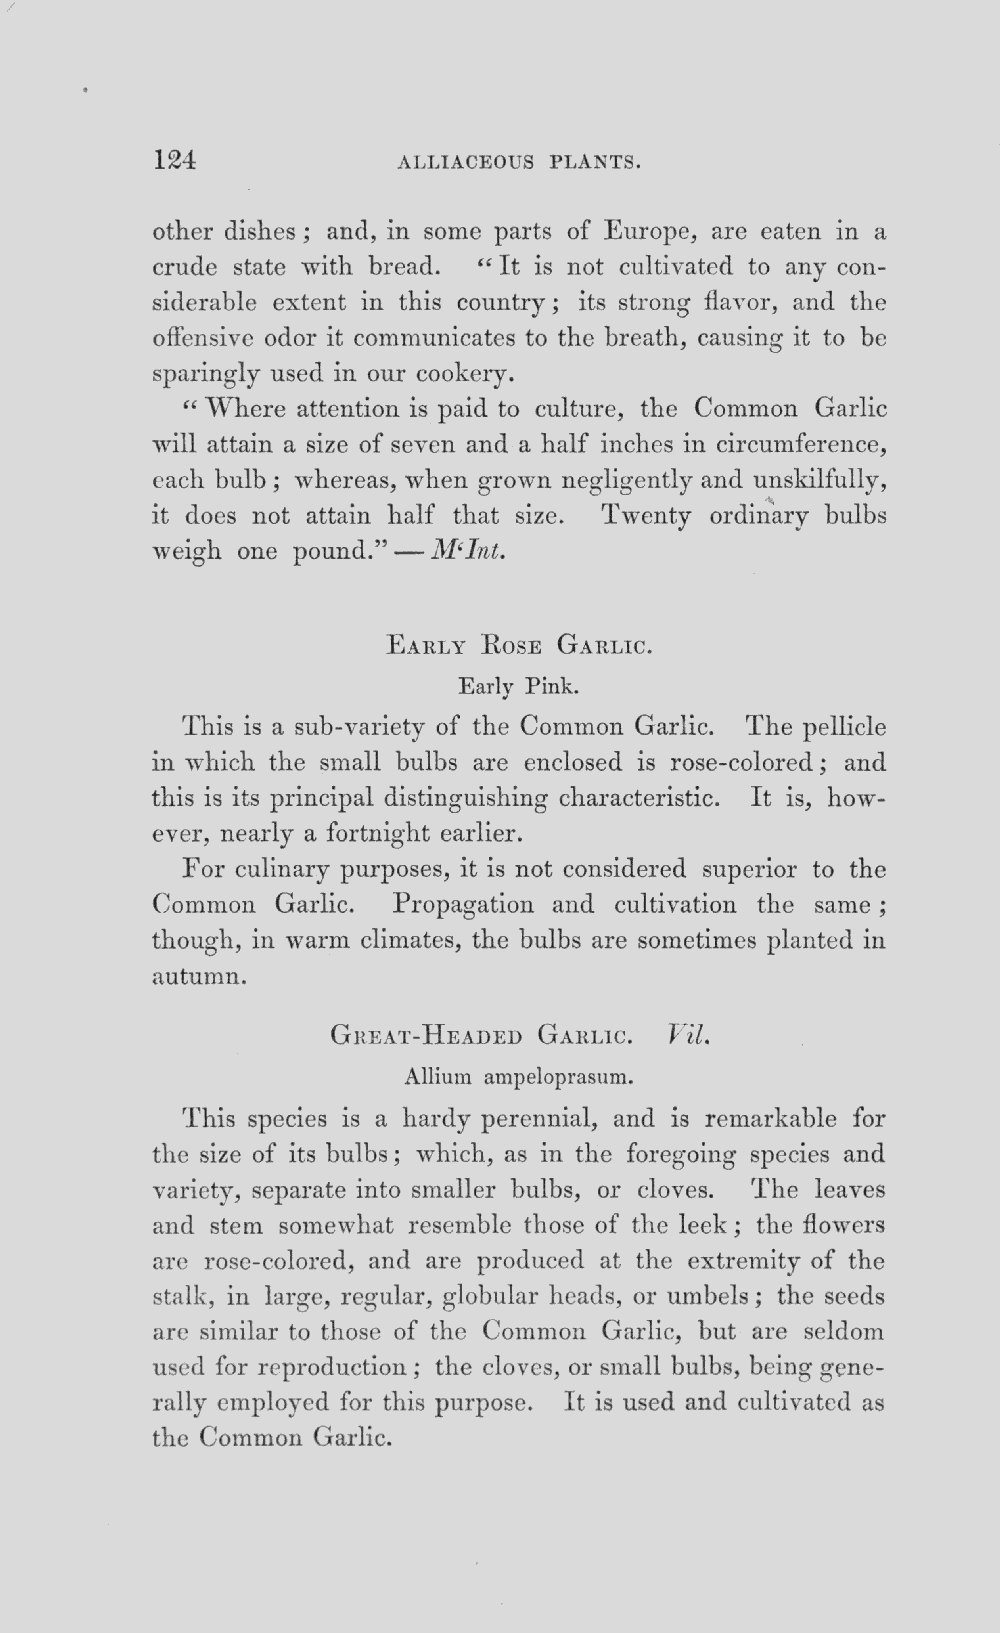 124 ALLIACEOUS PLANTS.
other dishes; and, in some parts of Europe, are eaten in a
crude state with bread. “It is not cultivated to any con-
siderable extent in this country; its strong flavor, and the
offensive odor it communicates to the breath, causing it to be
sparingly used in our cookery.
“Where attention is paid to culture, the Common Garlic
will attain a size of seven and a half inches in circumference,
each bulb; whereas, when grown negligently and unskilfully,
it does not attain half that size. Twenty ordinary bulbs
weigh one pound.” — M‘Int.
EARLY ROSE GARLIC.
Early Pink.
This is a sub-variety of the Common Garlic. The pellicle
in which the small bulbs are enclosed is rose-colored; and
this is its principal distinguishing characteristic. It is, how-
ever, nearly a fortnight earlier.
For culinary purposes, it is not considered superior to the
Common Garlic. Propagation and cultivation the same;
though, in warm climates, the bulbs are sometimes planted in
autumn.
GREAT-HEADED GARLIC. Vil.
Allium ampeloprasum.
This species is a hardy perennial, and is remarkable for
the size of its bulbs; which, as in the foregoing species and
variety, separate into smaller bulbs, or cloves. The leaves
and stem somewhat resemble those of the leek; the flowers
are rose-colored, and are produced at the extremity of the
stalk, in large, regular, globular heads, or umbels; the seeds
are similar to those of the Common Garlic, but are seldom
used for reproduction; the cloves, or small bulbs, being gene-
rally employed for this purpose. It is used and cultivated as
the Common Garlic.